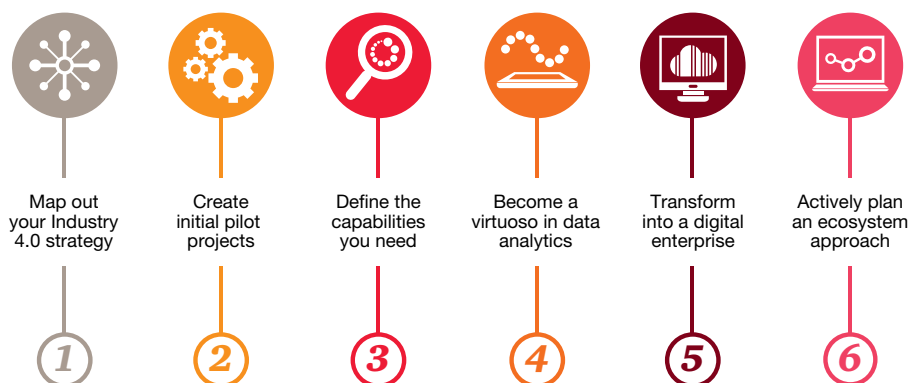 Map out
your Industry
4.0 strategy
1
Create
initial pilot
projects
2
Define the
capabilities
you need
3
Become a
virtuoso in data
analytics
4
Transform
into a digital
enterprise
5
Actively plan
an ecosystem
approach
6